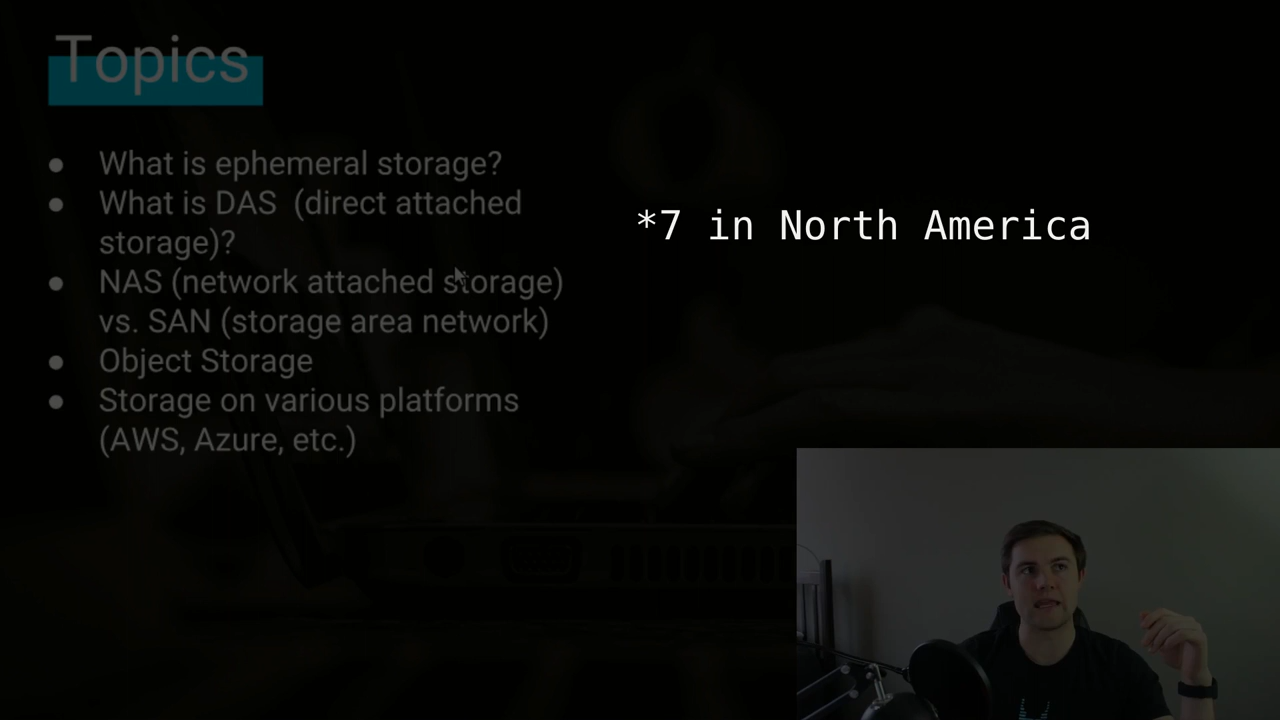 Topics
● What is ephemeral storage?
● What is DAS (direct attached
storage)?
● NAS (network attached storage)
vs. SAN (storage area network)
● Object Storage
● Storage on various platforms
(AWS, Azure, etc.)
*7 in North America